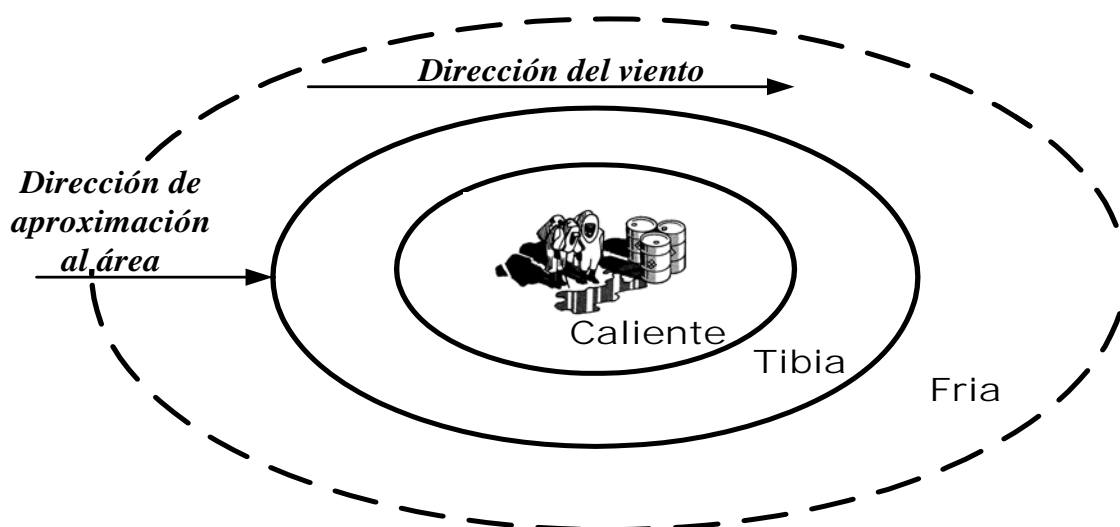 Dirección del viento
Dirección de
aproximación
al área
Caliente
Tibia
Fria